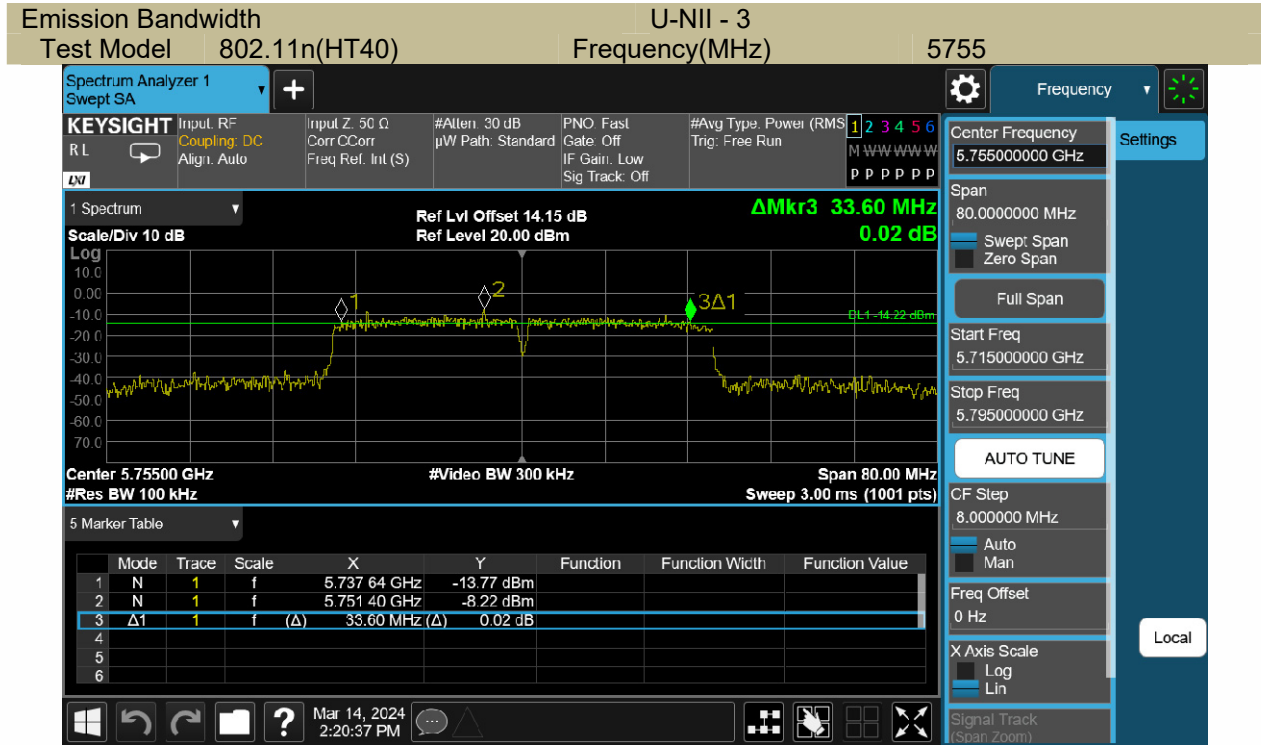 Emission Bandwidth U-NII - 3
Test Model 802.11n(HT40) Frequency(MHz) 5755
Spectrum Analyzer 1
Swept SA
+
Frequency
KEYSIGHT
RL
LXI
Input: RF
Coupling: DC
Align: Auto
Input Z: 50 Ω
Corr CCorr
Freq Ref: Int (S)
#Atten: 30 dB
µW Path: Standard
PNO: Fast
Gate: Off
IF Gain: Low
Sig Track: Off
#Avg Type: Power (RMS
Trig: Free Run
1 2 3 4 5 6
M W W W W W
P P P P P P
1 Spectrum
Scale/Div 10 dB
Ref Lvl Offset 14.15 dB
Ref Level 20.00 dBm
ΔMkr3 33.60 MHz
0.02 dB
Log
10.0
0.00
-10.0
-20.0
-30.0
-40.0
-50.0
-60.0
70.0
1
2
3Δ1
DL1 -14.22 dBm
Center 5.75500 GHz
#Res BW 100 kHz
#Video BW 300 kHz
Span 80.00 MHz
Sweep 3.00 ms (1001 pts)
5 Marker Table
Mode Trace Scale X Y Function Function Width Function Value
1 N 1 f 5.737 64 GHz -13.77 dBm
2 N 1 f 5.751 40 GHz -8.22 dBm
3 Δ1 1 f (Δ) 33.60 MHz (Δ) 0.02 dB
4
5
6
Center Frequency
5.755000000 GHz
Span
80.0000000 MHz
Swept Span
Zero Span
Full Span
Start Freq
5.715000000 GHz
Stop Freq
5.795000000 GHz
AUTO TUNE
CF Step
8.000000 MHz
Auto
Man
Freq Offset
0 Hz
X Axis Scale
Log
Lin
Signal Track
(Span Zoom)
Settings
Local
?
Mar 14, 2024
2:20:37 PM